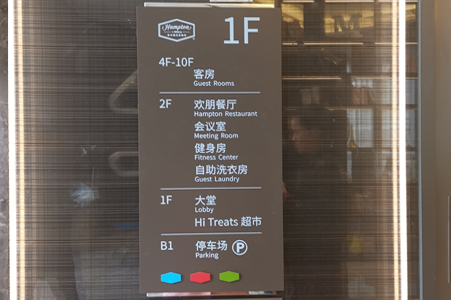 Hampton
1F
4F-10F
客房
Guest Rooms
2F 欢朋餐厅
Hampton Restaurant
会议室
Meeting Room
健身房
Fitness Center
自助洗衣房
Guest Laundry
1F 大堂
Lobby
Hi Treats 超市
B1 停车场 P
Parking